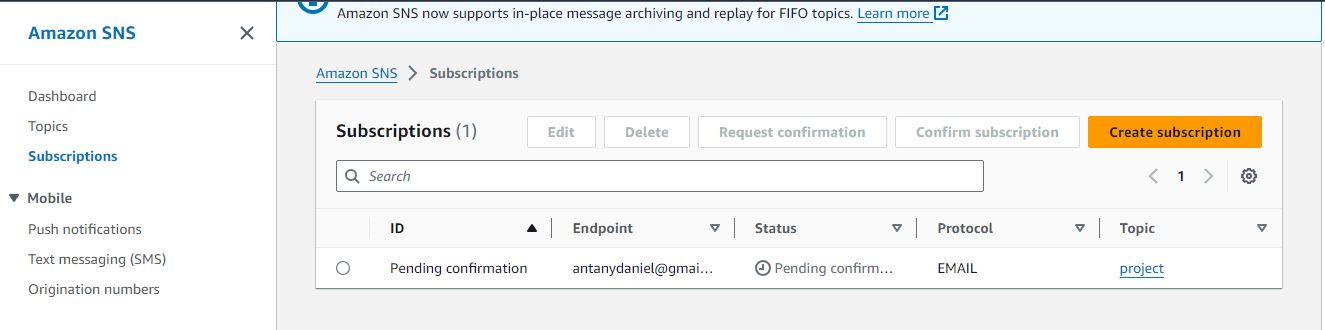 Amazon SNS now supports in-place message archiving and replay for FIFO topics. Learn more
Amazon SNS
Dashboard
Topics
Subscriptions
Mobile
Push notifications
Text messaging (SMS)
Origination numbers
Amazon SNS > Subscriptions
Subscriptions (1) Edit Delete Request confirmation Confirm subscription Create subscription
Search 1
ID Endpoint Status Protocol Topic
Pending confirmation antanydaniel@gmai... Pending confirm... EMAIL project